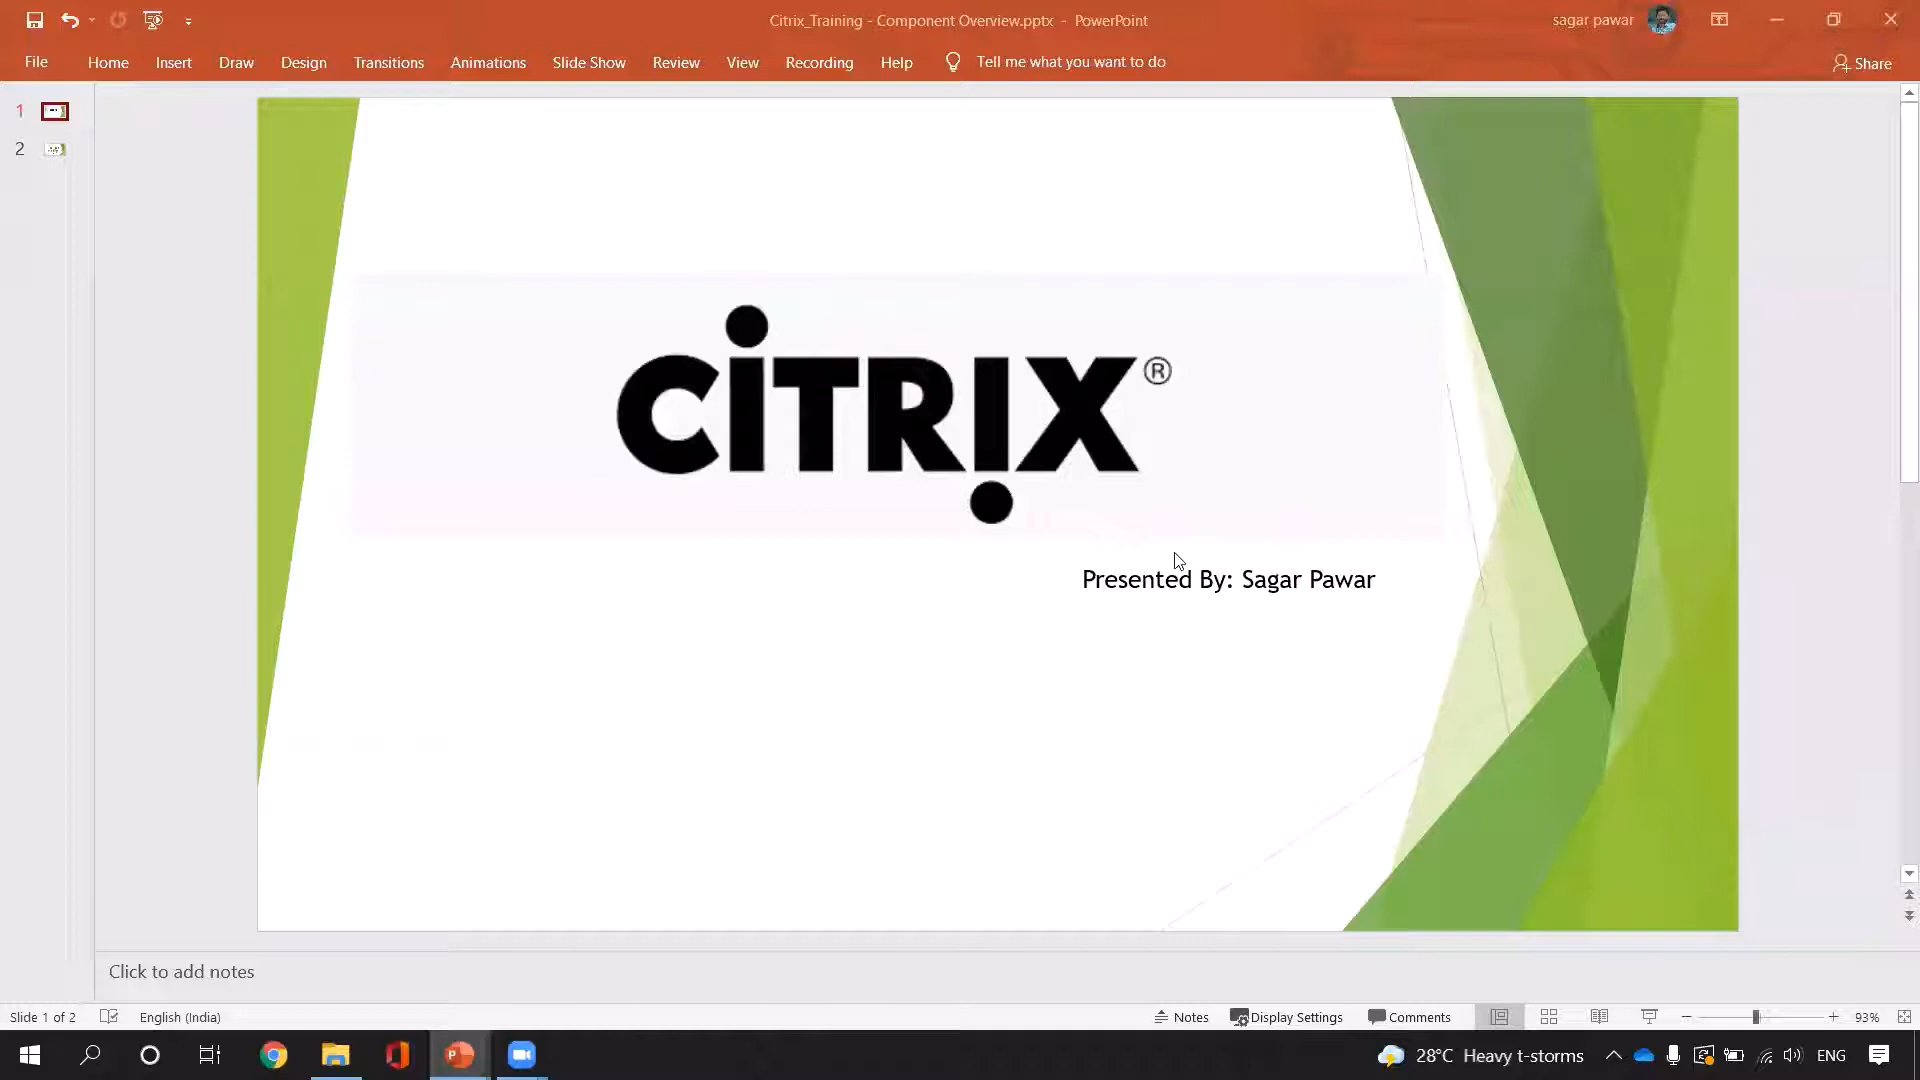 Citrix_Training - Component Overview.pptx - PowerPoint
sagar pawar
File Home Insert Draw Design Transitions Animations Slide Show Review View Recording Help Tell me what you want to do Share
1
2
CiTRIX®
Presented By: Sagar Pawar
Click to add notes
Slide 1 of 2 English (India) Notes Display Settings Comments 93%
28°C Heavy t-storms ENG